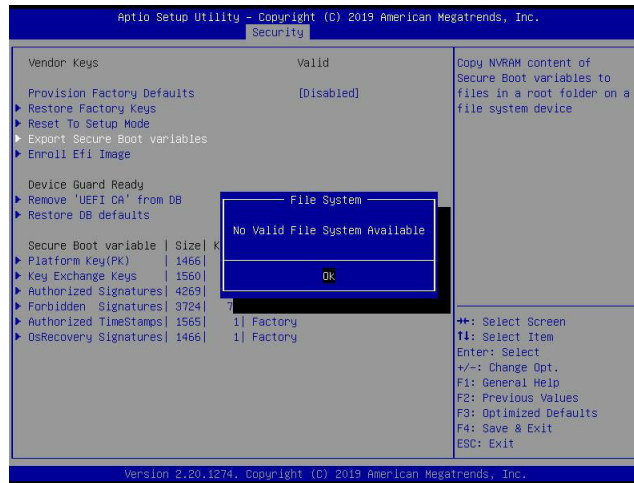 Aptio Setup Utility – Copyright (C) 2019 American Megatrends, Inc.
Security
Vendor Keys Valid
Provision Factory Defaults [Disabled]
Restore Factory Keys
Reset To Setup Mode
Export Secure Boot variables
Enroll Efi Image
Device Guard Ready
Remove 'UEFI CA' from DB
Restore DB defaults
Secure Boot variable | Size| K
Platform Key(PK) | 1466|
Key Exchange Keys | 1560|
Authorized Signatures| 4269|
Forbidden Signatures| 3724| 7
Authorized TimeStamps| 1565| 1| Factory
OsRecovery Signatures| 1466| 1| Factory
File System
No Valid File System Available
Ok
Copy NVRAM content of
Secure Boot variables to
files in a root folder on a
file system device
→←: Select Screen
↑↓: Select Item
Enter: Select
+/-: Change Opt.
F1: General Help
F2: Previous Values
F3: Optimized Defaults
F4: Save & Exit
ESC: Exit
Version 2.20.1274. Copyright (C) 2019 American Megatrends, Inc.